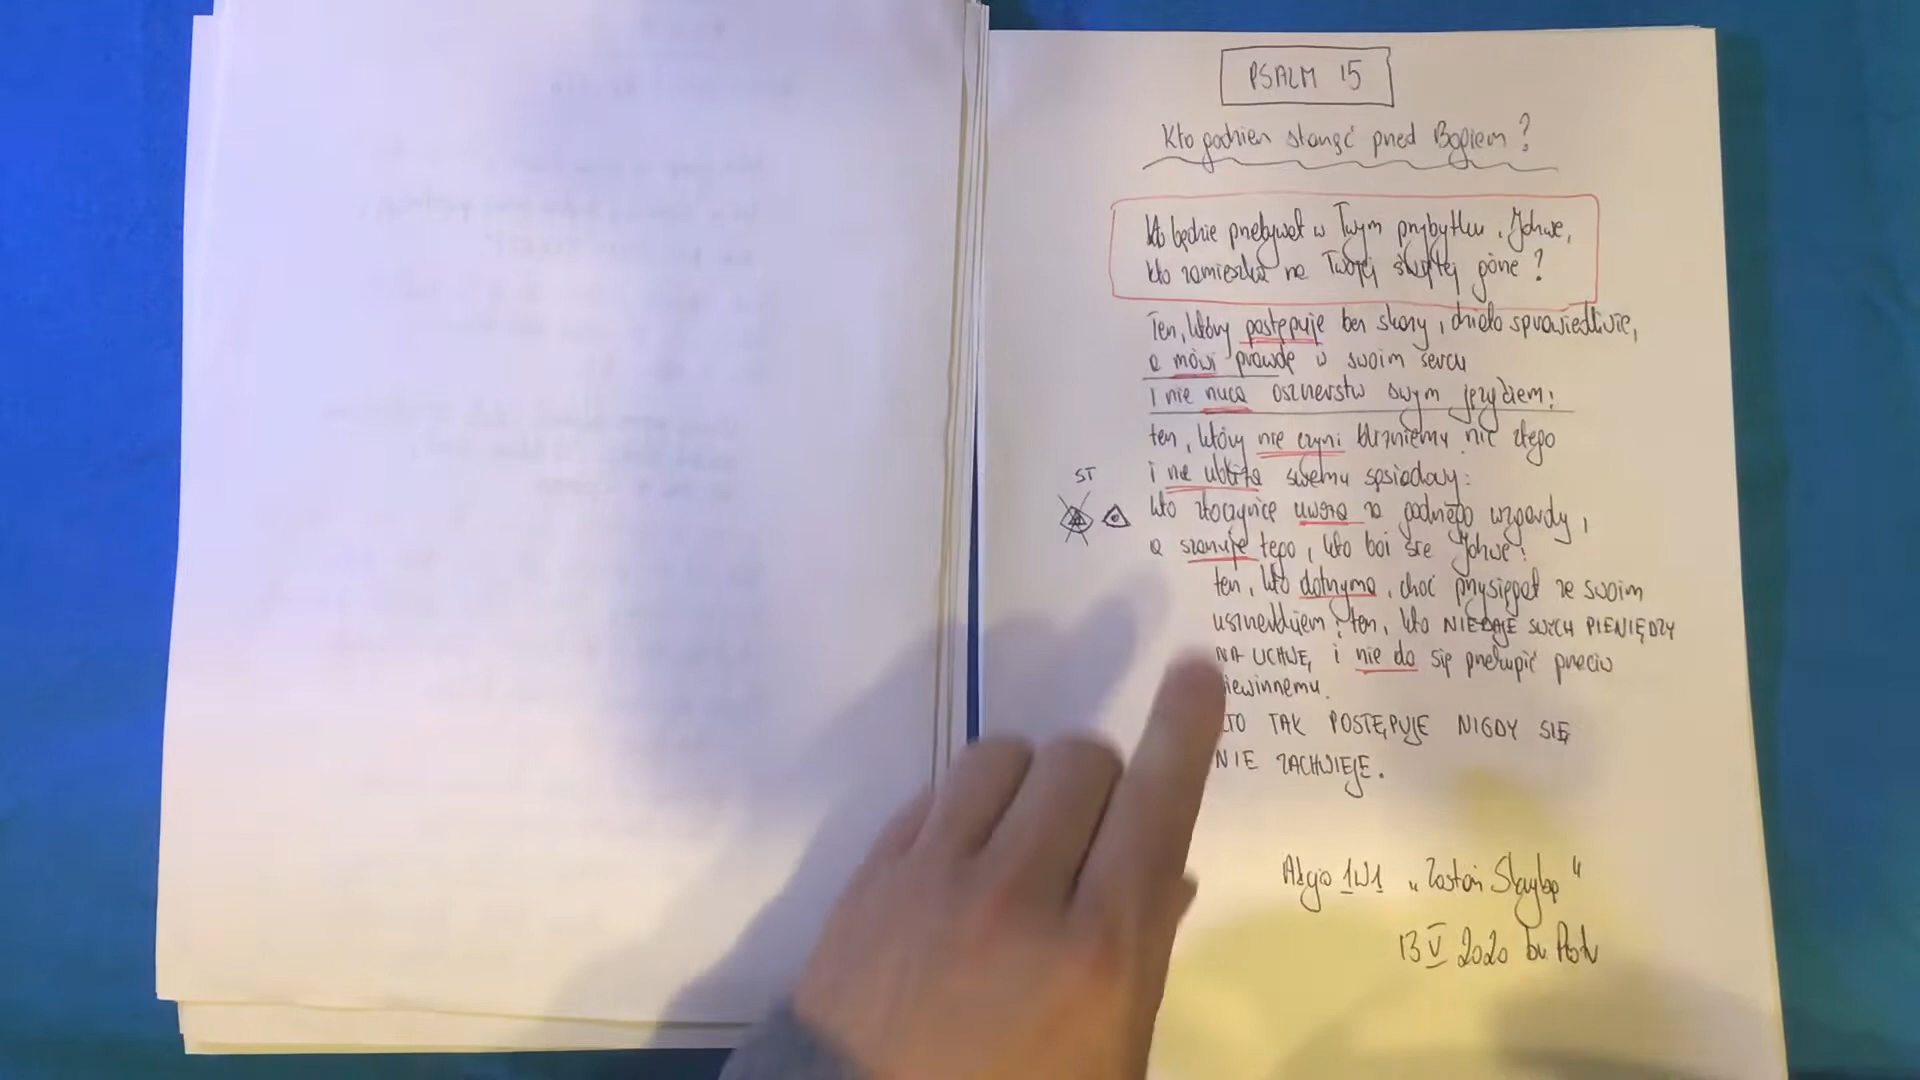 PSALM 15
Kto godzien stanąć przed Bogiem?
Kto będzie przebywał w Twym przybytku, Jahwe,
kto zamieszka na Twojej świętej górze?
Ten, który postępuje bez skazy, działa sprawiedliwie,
a mówi prawdę w swoim sercu
i nie rzuca oszczerstw swym językiem;
ten, który nie czyni bliźniemu nic złego
i nie ubliża swemu sąsiadowi:
ST
kto złoczyńcę uważa za godnego wzgardy,
a szanuje tego, kto boi się Jahwe;
ten, kto dotrzyma, choć przysięgał ze swoim
uszczerbkiem; ten, kto NIE DAJE SWYCH PIENIĘDZY
NA LICHWĘ, i nie da się przekupić przeciw
niewinnemu.
KTO TAK POSTĘPUJE NIGDY SIĘ
NIE ZACHWIEJE.
Akcja 1W1 „Zostań Skrybą"
13 V 2020